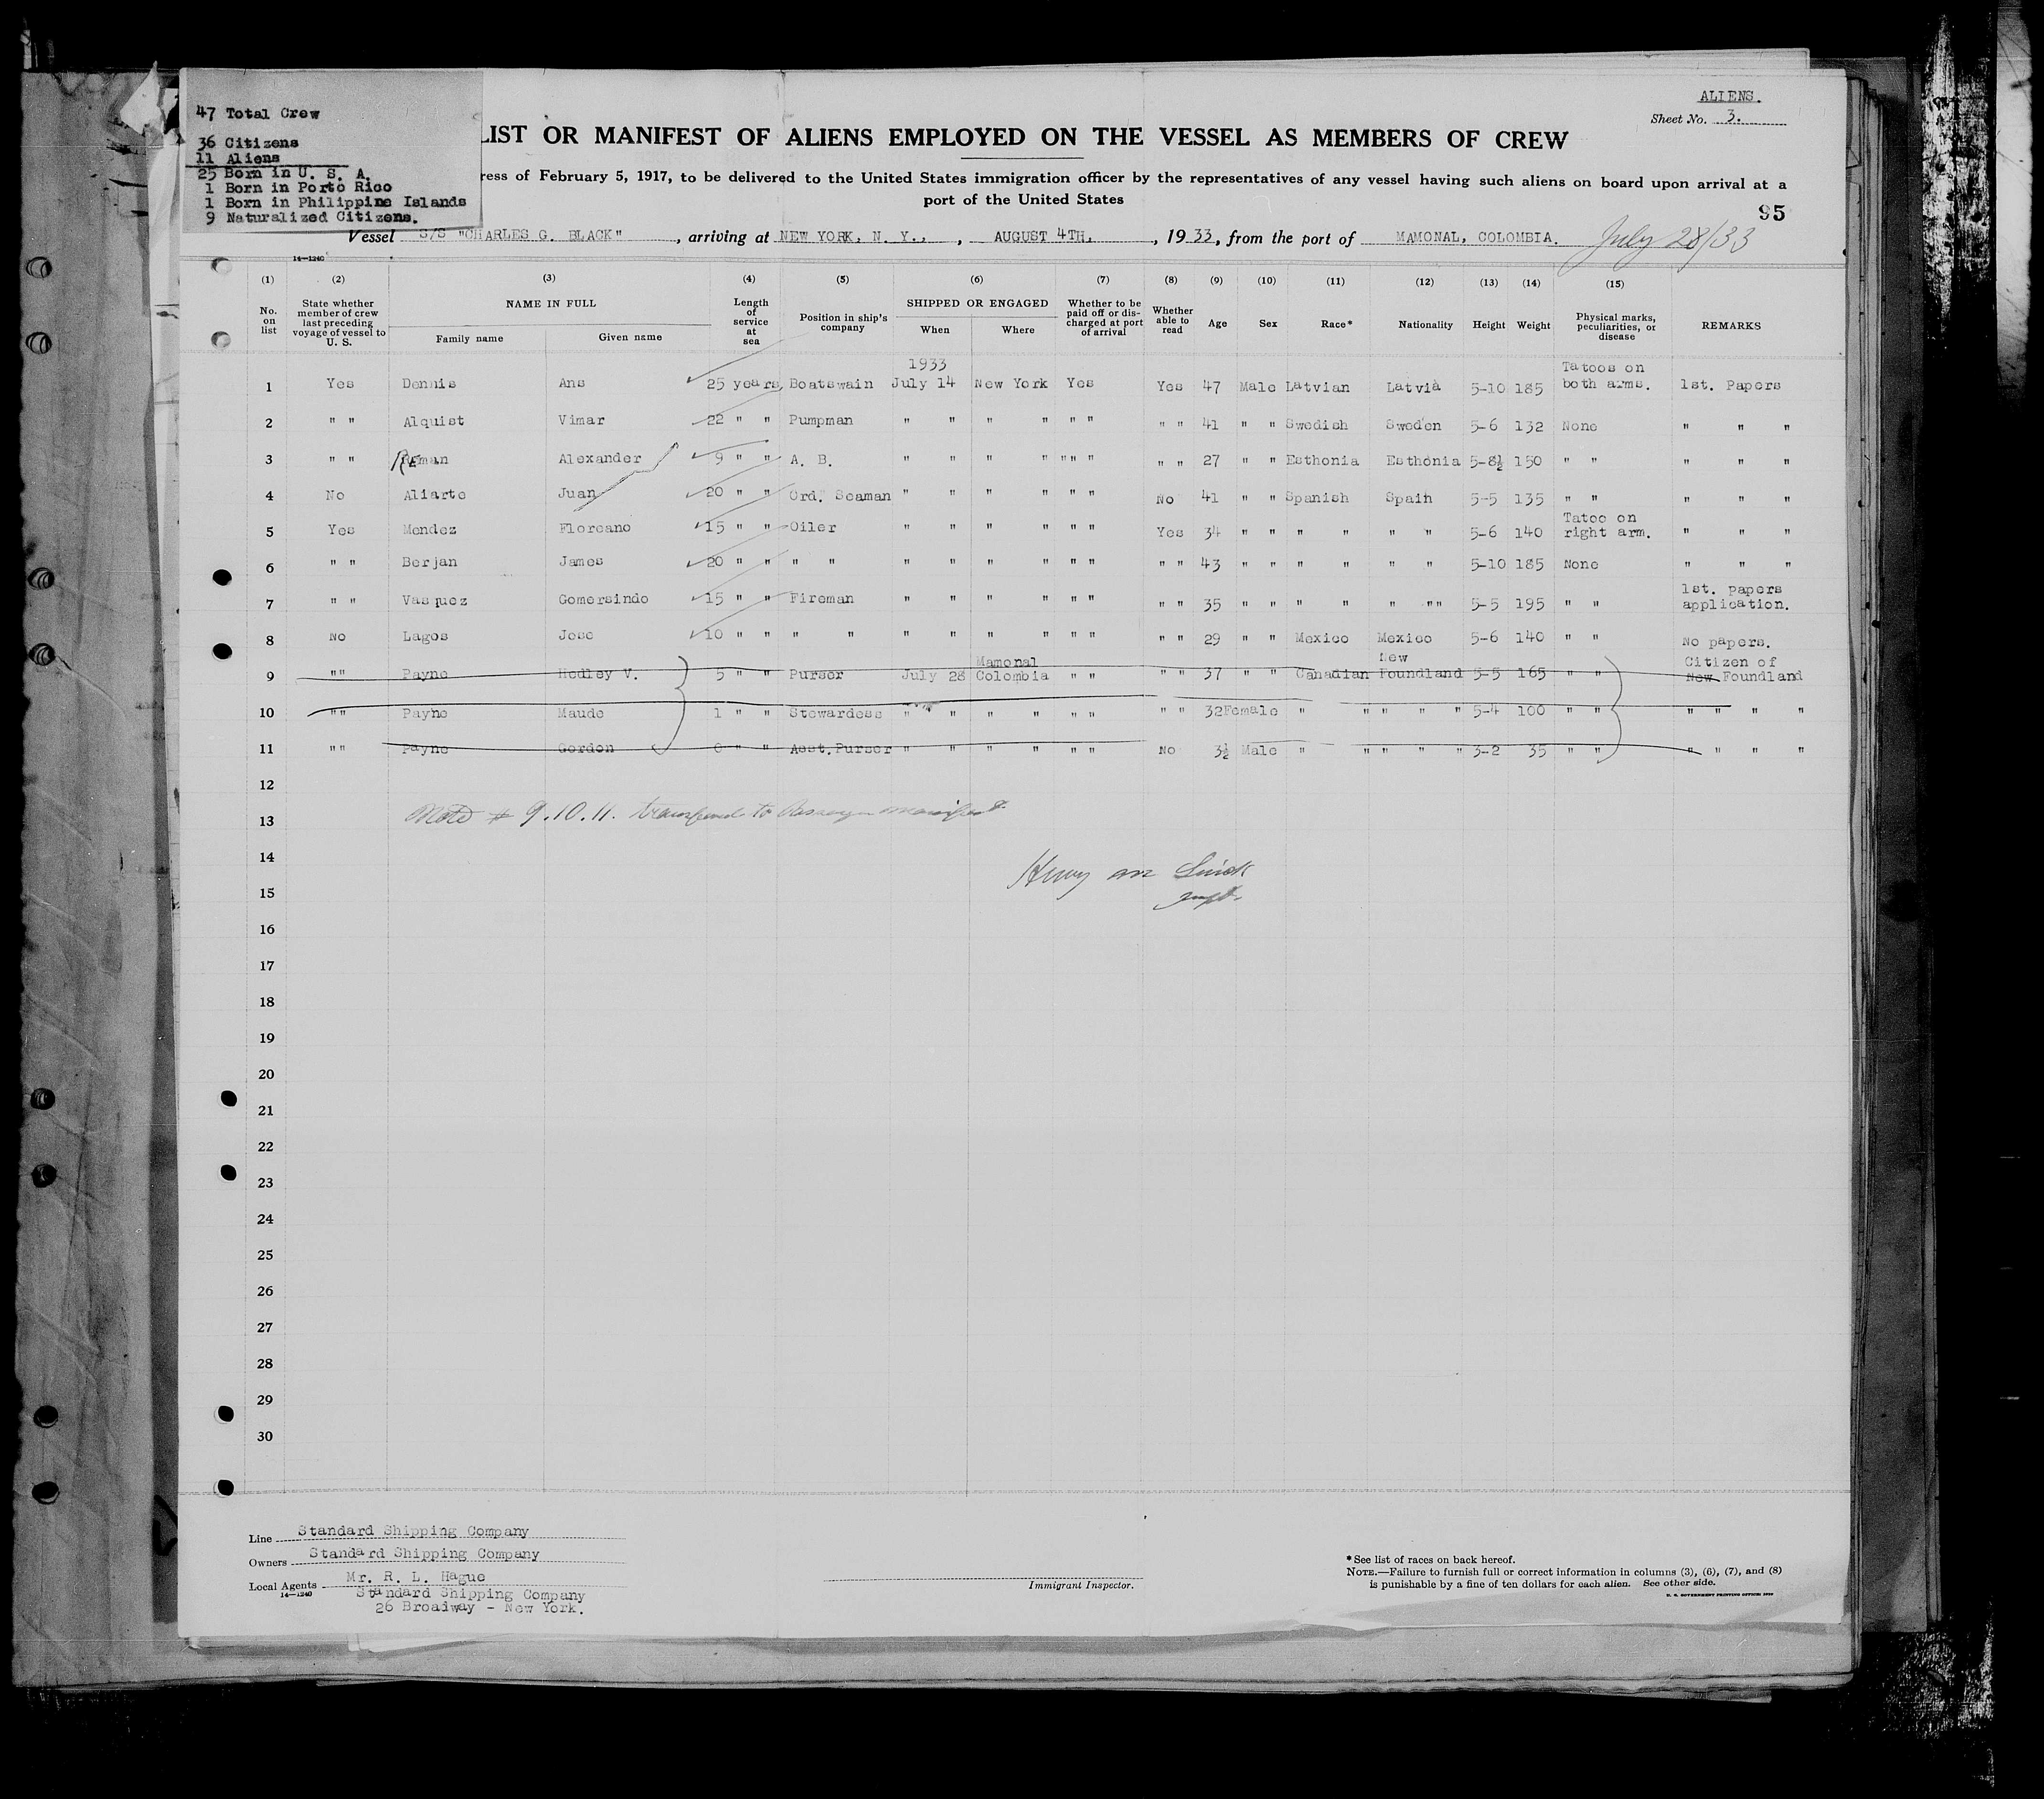 47 Total Crew
36 Citizens
11 Aliens
25 Born in U. S. A.
1 Born in Porto Rico
1 Born in Philippine Islands
9 Naturalized Citizens.
ALIENS.
Sheet No. 3.
LIST OR MANIFEST OF ALIENS EMPLOYED ON THE VESSEL AS MEMBERS OF CREW
ress of February 5, 1917, to be delivered to the United States immigration officer by the representatives of any vessel having such aliens on board upon arrival at a
port of the United States
95
Vessel S/S "CHARLES G. BLACK" , arriving at NEW YORK, N. Y., , AUGUST 4TH. , 1933, from the port of MAMONAL, COLOMBIA. July 28/33
14—1240
(1) (2) (3) (4) (5) (6) (7) (8) (9) (10) (11) (12) (13) (14) (15)
No. on list State whether member of crew last preceding voyage of vessel to U. S. NAME IN FULL Family name Given name Length of service at sea Position in ship's company SHIPPED OR ENGAGED When Where Whether to be paid off or discharged at port of arrival Whether able to read Age Sex Race* Nationality Height Weight Physical marks, peculiarities, or disease REMARKS
1933
1 Yes Dennis Ans 25 years Boatswain July 14 New York Yes Yes 47 Male Latvian Latvia 5-10 185 Tatoos on both arms. 1st. Papers
2 " " Alquist Vimar 22 " " Pumpman " " " " " " " " 41 " " Swedish Sweden 5-6 132 None " " "
3 " " Alexander 9 " " A. B. " " " " """ " " " 27 " " Esthonia Esthonia 5-8½ 150 " " " " "
4 No Aliarte Juan 20 " " Ord. Seaman " " " " " " No 41 " " Spanish Spain 5-5 135 " " " " "
5 Yes Mendez Floreano 15 " " Oiler " " " " " " Yes 34 " " " " " " 5-6 140 Tatoo on right arm. " " "
6 " " Berjan James 20 " " " " " " " " " " " " 43 " " " " " " 5-10 185 None " " "
7 " " Vasquez Gomersindo 15 " " Fireman " " " " " " " " 35 " " " " " "" 5-5 195 " " 1st. papers application.
8 No Lagos Jose 10 " " " " " " " " " " " " 29 " " Mexico Mexico 5-6 140 " " No papers.
9 "" Payne Hedley V. 5 " " Purser July 28 Mamonal Colombia " " " " 37 " " Canadian New Foundland 5-5 165 " " Citizen of New Foundland
10 "" Payne Maude 1 " " Stewardess " " " " " " " " " 32 Female " " " " " 5-4 100 " " " " " "
11 "" Payne Gordon 0 " " Asst.Purser " " " " " " No 3½ Male " " " " " 3-2 35 " " " " " "
12
13 Note # 9.10.11. to manifest
14 Henry
15
16
17
18
19
20
21
22
23
24
25
26
27
28
29
30
Line Standard Shipping Company
Owners Standard Shipping Company
Local Agents Mr. R. L. Hague
14—1240 Standard Shipping Company
26 Broadway - New York.
Immigrant Inspector.
*See list of races on back hereof.
NOTE.—Failure to furnish full or correct information in columns (3), (6), (7), and (8)
is punishable by a fine of ten dollars for each alien. See other side.